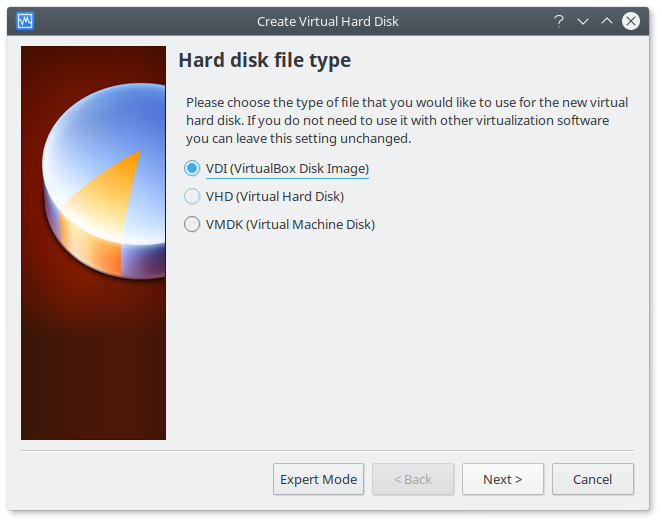 Create Virtual Hard Disk
Hard disk file type
Please choose the type of file that you would like to use for the new virtual
hard disk. If you do not need to use it with other virtualization software
you can leave this setting unchanged.
VDI (VirtualBox Disk Image)
VHD (Virtual Hard Disk)
VMDK (Virtual Machine Disk)
Expert Mode
< Back
Next >
Cancel